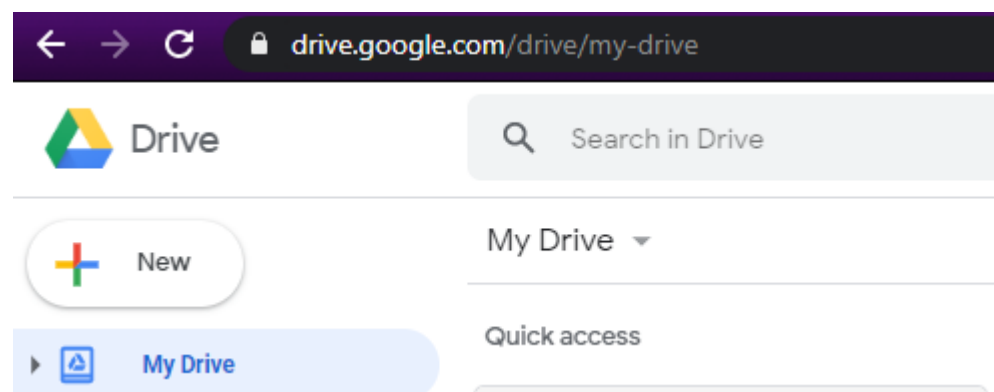 drive.google.com/drive/my-drive
Drive
Search in Drive
New
My Drive
My Drive
Quick access